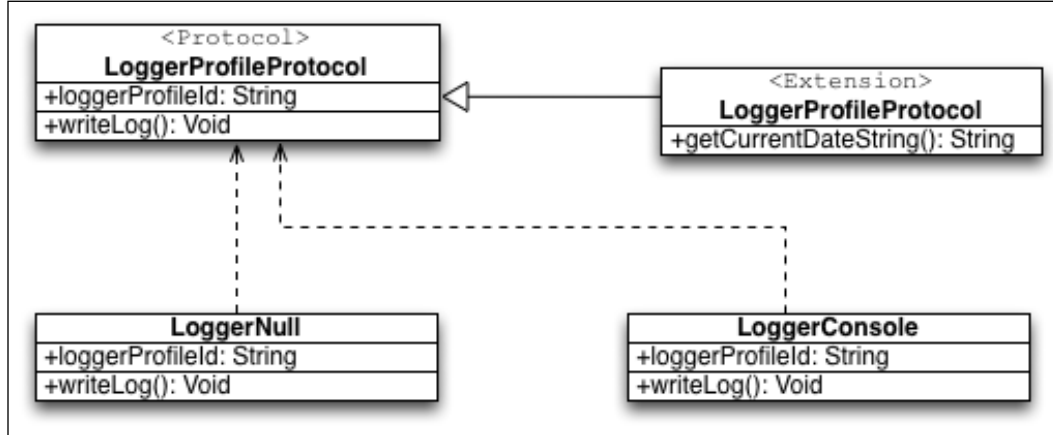 <Protocol>
LoggerProfileProtocol
+loggerProfileId: String
+writeLog(): Void
<Extension>
LoggerProfileProtocol
+getCurrentDateString(): String
LoggerNull
+loggerProfileId: String
+writeLog(): Void
LoggerConsole
+loggerProfileId: String
+writeLog(): Void